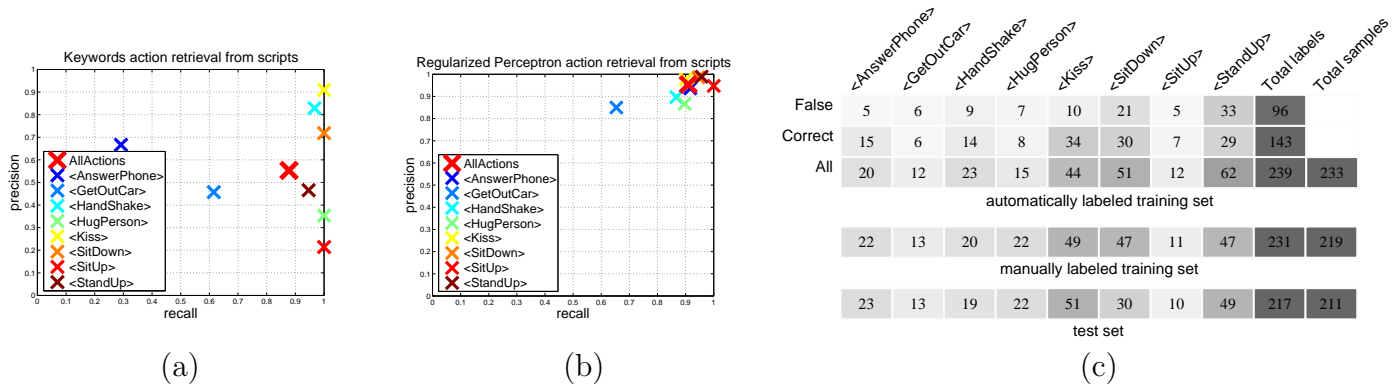 Keywords action retrieval from scripts
precision
1
0.9
0.8
0.7
0.6
0.5
0.4
0.3
0.2
0.1
0
AllActions
<AnswerPhone>
<GetOutCar>
<HandShake>
<HugPerson>
<Kiss>
<SitDown>
<SitUp>
<StandUp>
0 0.1 0.2 0.3 0.4 0.5 0.6 0.7 0.8 0.9 1
recall
(a)
Regularized Perceptron action retrieval from scripts
precision
1
0.9
0.8
0.7
0.6
0.5
0.4
0.3
0.2
0.1
0
AllActions
<AnswerPhone>
<GetOutCar>
<HandShake>
<HugPerson>
<Kiss>
<SitDown>
<SitUp>
<StandUp>
0 0.1 0.2 0.3 0.4 0.5 0.6 0.7 0.8 0.9 1
recall
(b)
<AnswerPhone> <GetOutCar> <HandShake> <HugPerson> <Kiss> <SitDown> <SitUp> <StandUp> Total labels Total samples
False 5 6 9 7 10 21 5 33 96
Correct 15 6 14 8 34 30 7 29 143
All 20 12 23 15 44 51 12 62 239 233
automatically labeled training set
22 13 20 22 49 47 11 47 231 219
manually labeled training set
23 13 19 22 51 30 10 49 217 211
test set
(c)